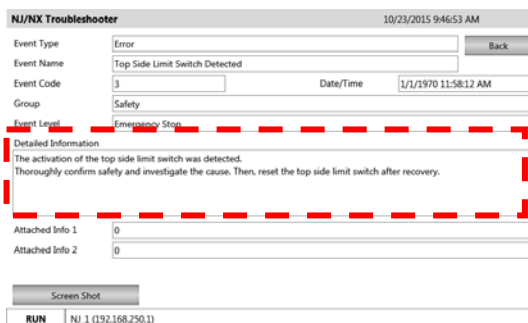 NJ/NX Troubleshooter 10/23/2015 9:46:53 AM
Event Type Error Back
Event Name Top Side Limit Switch Detected
Event Code 3 Date/Time 1/1/1970 11:58:12 AM
Group Safety
Event Level Emergency Stop
Detailed Information
The activation of the top side limit switch was detected.
Thoroughly confirm safety and investigate the cause. Then, reset the top side limit switch after recovery.
Attached Info 1 0
Attached Info 2 0
Screen Shot
RUN NJ_1 (192.168.250.1)